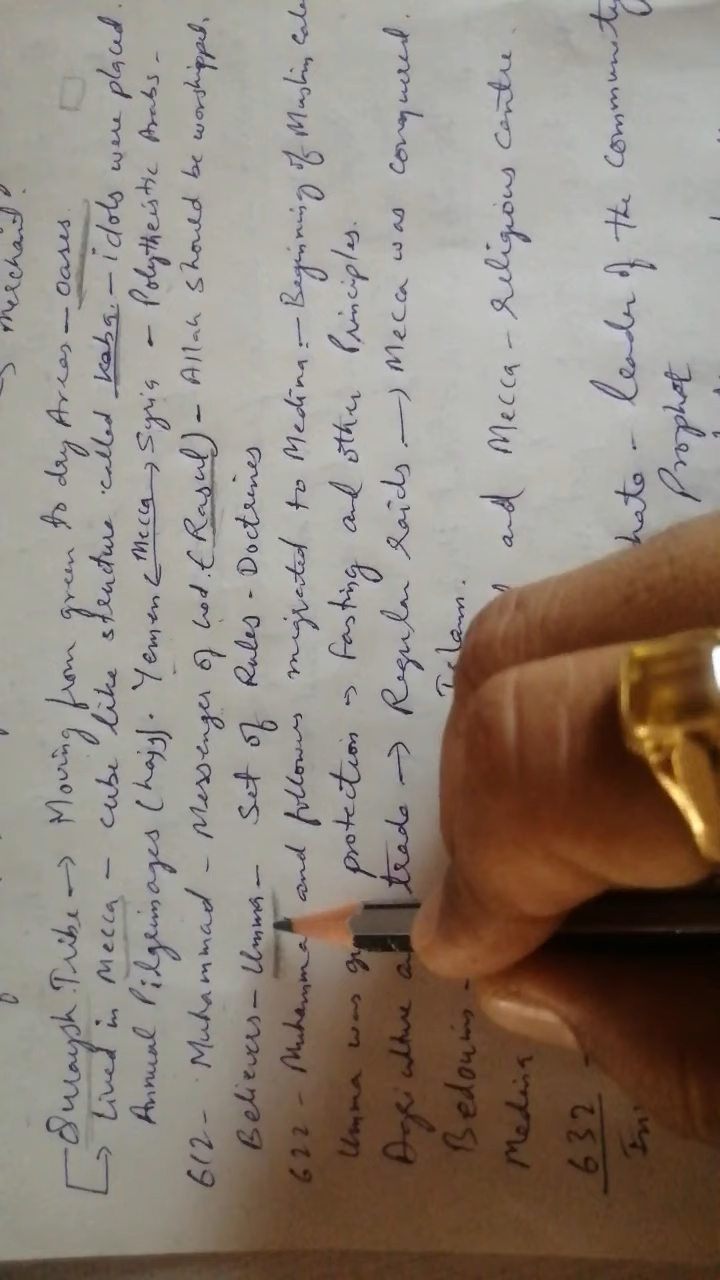 → Merchant.
Quraysh Tribe → Moving from green to dry Areas – oases.
→ Lived in Mecca – cube like structure called Kaba – idols were placed.
Annual Pilgrimages (hajj). Yemen ← Mecca → Syria – Polytheistic Arabs –
612 – Muhammad – Messenger of God. (Rasul) – Allah should be worshipped.
Believers – Umma – Set of Rules – Doctrines
622 – Muhamma and followers migrated to Medina – Beginning of Muslim Cale
Umma was protection → Fasting and other Principles.
Agriculture a trade → Regular raids → Mecca was conquered.
Bedouins – Islam.
Medina and Mecca – religious centre.
632 – phate – leader of the community
Prophet